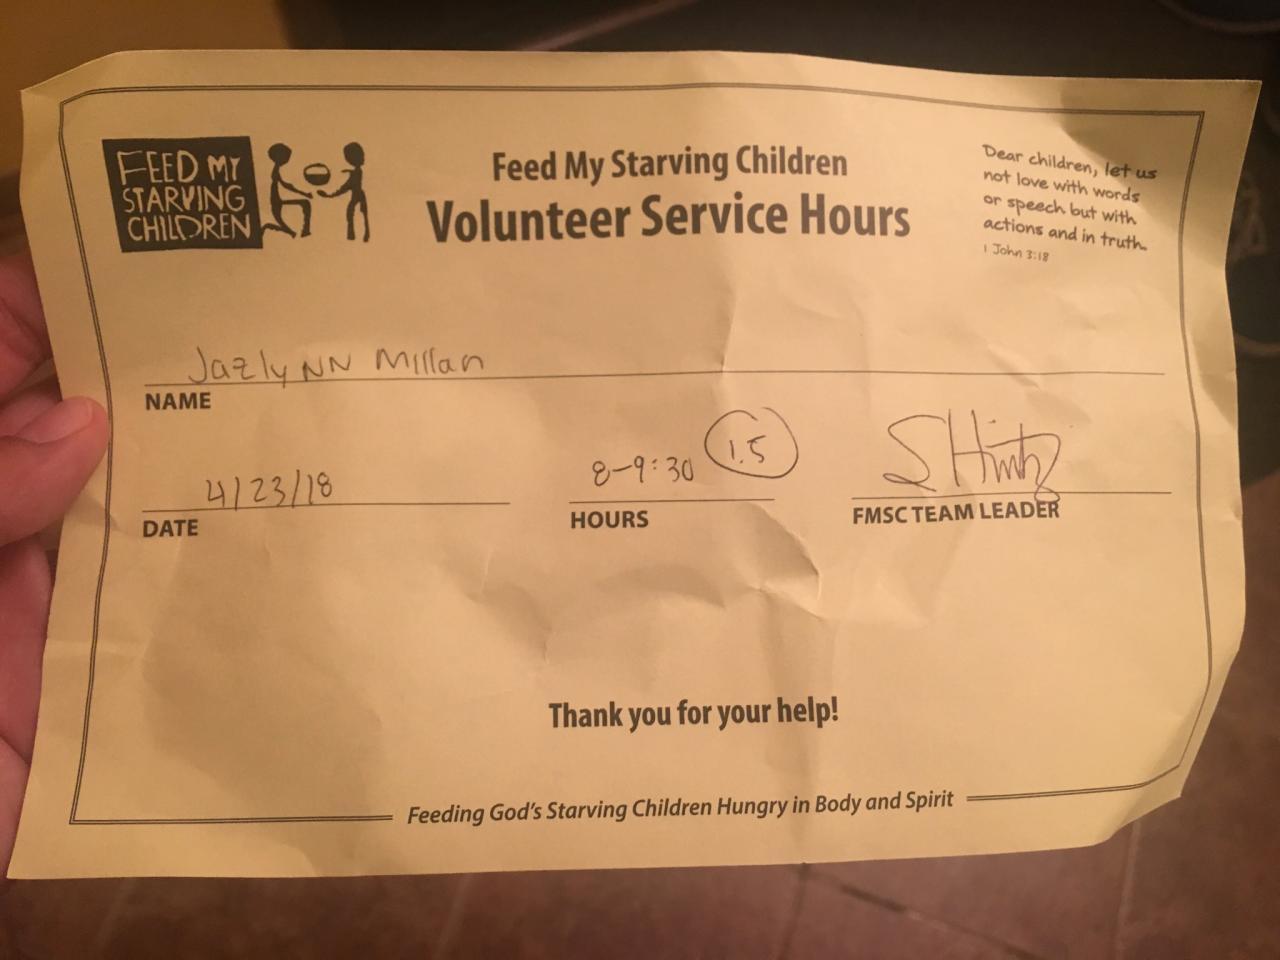 FEED MY
STARVING
CHILDREN
Feed My Starving Children
Volunteer Service Hours
Dear children, let us
not love with words
or speech but with
actions and in truth.
1 John 3:18
Jazlynn Millan
NAME
4/23/18
DATE
8-9:30 1.5
HOURS
FMSC TEAM LEADER
Thank you for your help!
Feeding God's Starving Children Hungry in Body and Spirit